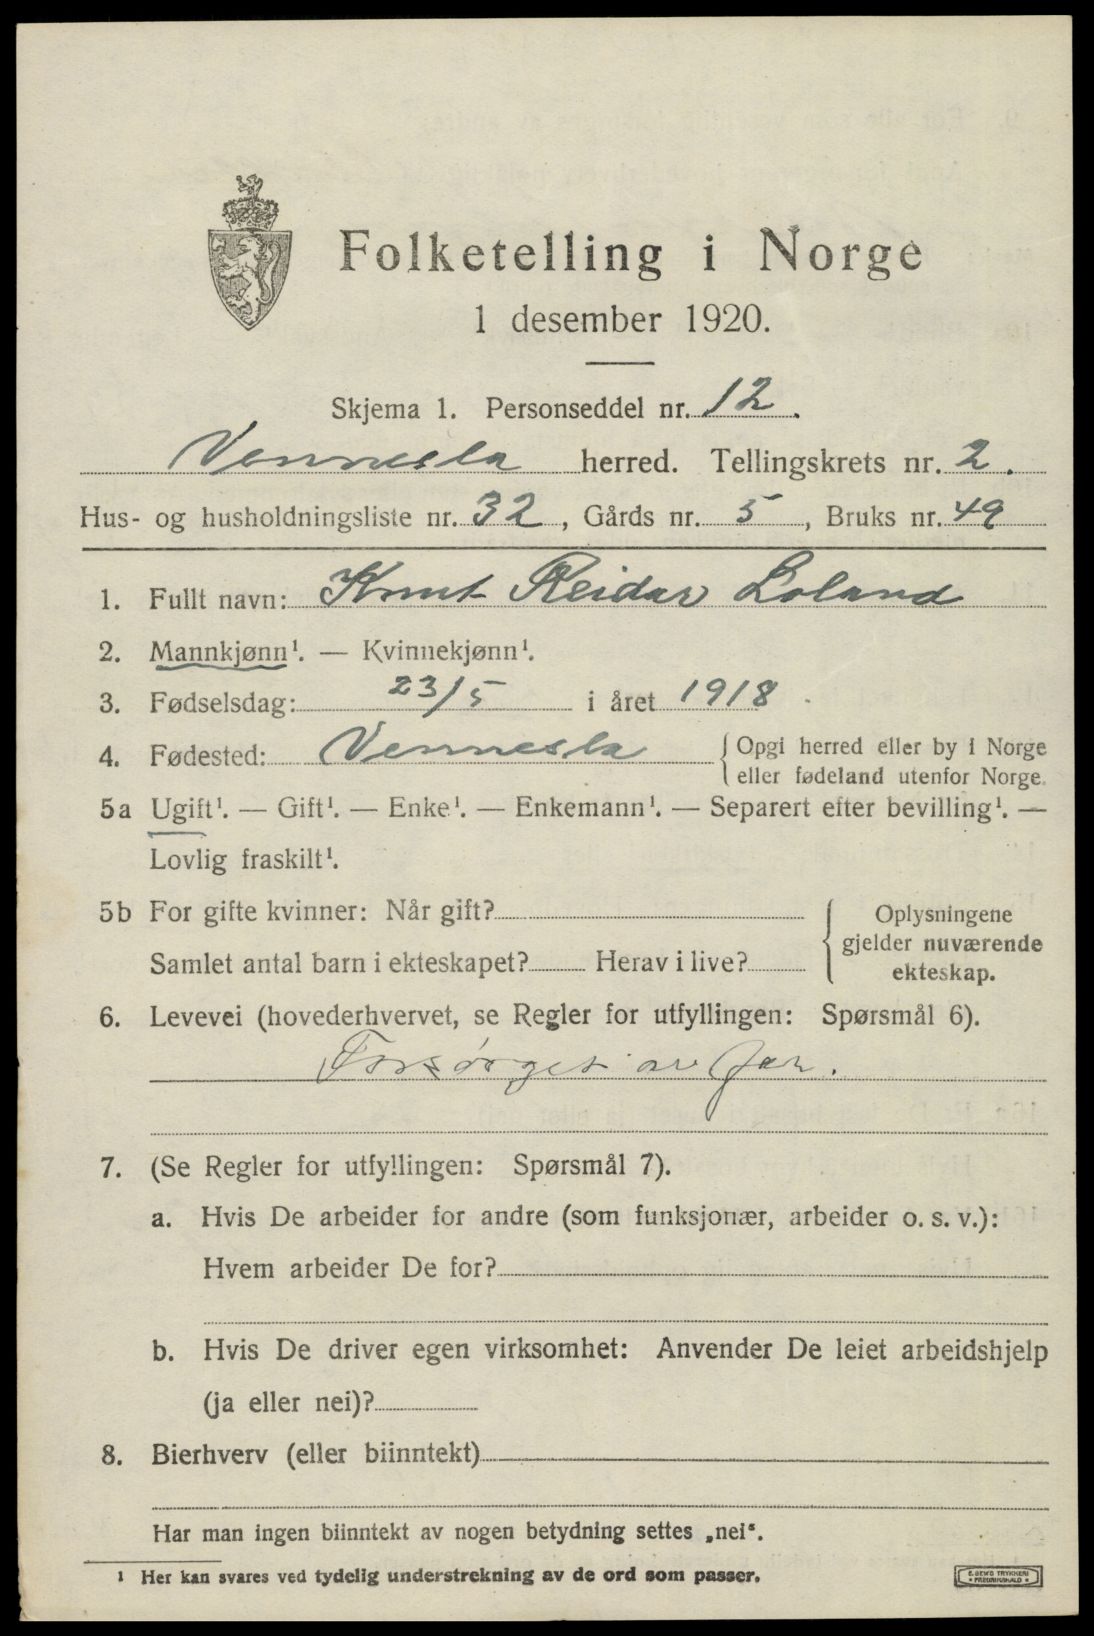 Folketelling i Norge
1 desember 1920.
Skjema 1. Personseddel nr. 12.
Vennesla herred. Tellingskrets nr. 2.
Hus- og husholdningsliste nr. 32, Gårds nr. 5, Bruks nr. 49
1. Fullt navn: Knut Reidar Loland
2. Mannkjønn¹. — Kvinnekjønn¹.
3. Fødselsdag: 23/5 i året 1918
4. Fødested: Vennesla {Opgi herred eller by i Norge
eller fødeland utenfor Norge.
5a Ugift¹. — Gift¹. — Enke¹. — Enkemann¹. — Separert efter bevilling¹. —
Lovlig fraskilt¹.
5b For gifte kvinner: Når gift?
Samlet antal barn i ekteskapet? Herav i live?
{Oplysningene
gjelder nuværende
ekteskap.
6. Levevei (hovederhvervet, se Regler for utfyllingen: Spørsmål 6).
Forsørget av far.
7. (Se Regler for utfyllingen: Spørsmål 7).
a. Hvis De arbeider for andre (som funksjonær, arbeider o. s. v.):
Hvem arbeider De for?
b. Hvis De driver egen virksomhet: Anvender De leiet arbeidshjelp
(ja eller nei)?
8. Bierhverv (eller biinntekt)
Har man ingen biinntekt av nogen betydning settes „nei“.
1 Her kan svares ved tydelig understrekning av de ord som passer.